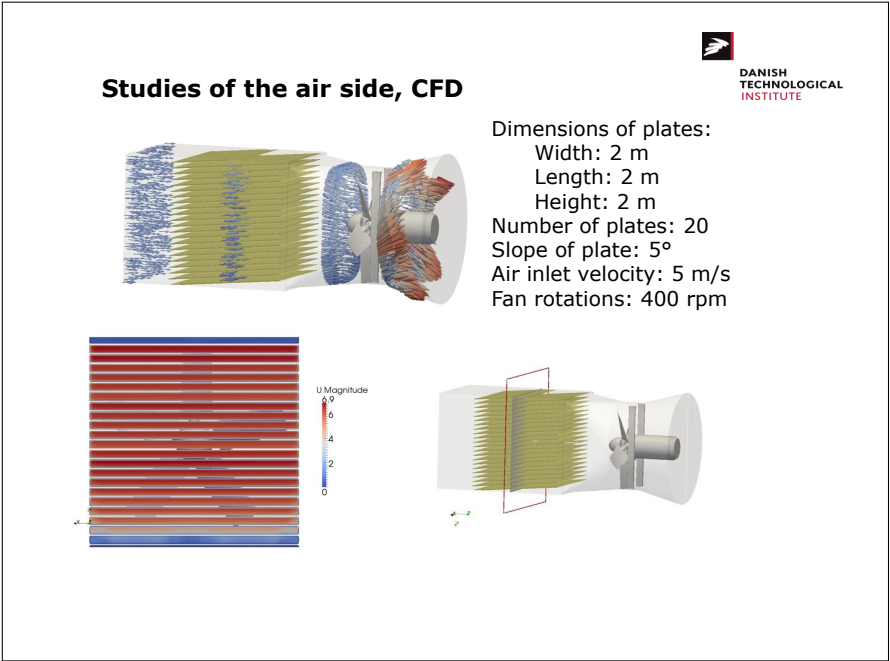 DANISH
TECHNOLOGICAL
INSTITUTE
Studies of the air side, CFD
Dimensions of plates:
Width: 2 m
Length: 2 m
Height: 2 m
Number of plates: 20
Slope of plate: 5°
Air inlet velocity: 5 m/s
Fan rotations: 400 rpm
U Magnitude
6.9
6
4
2
0